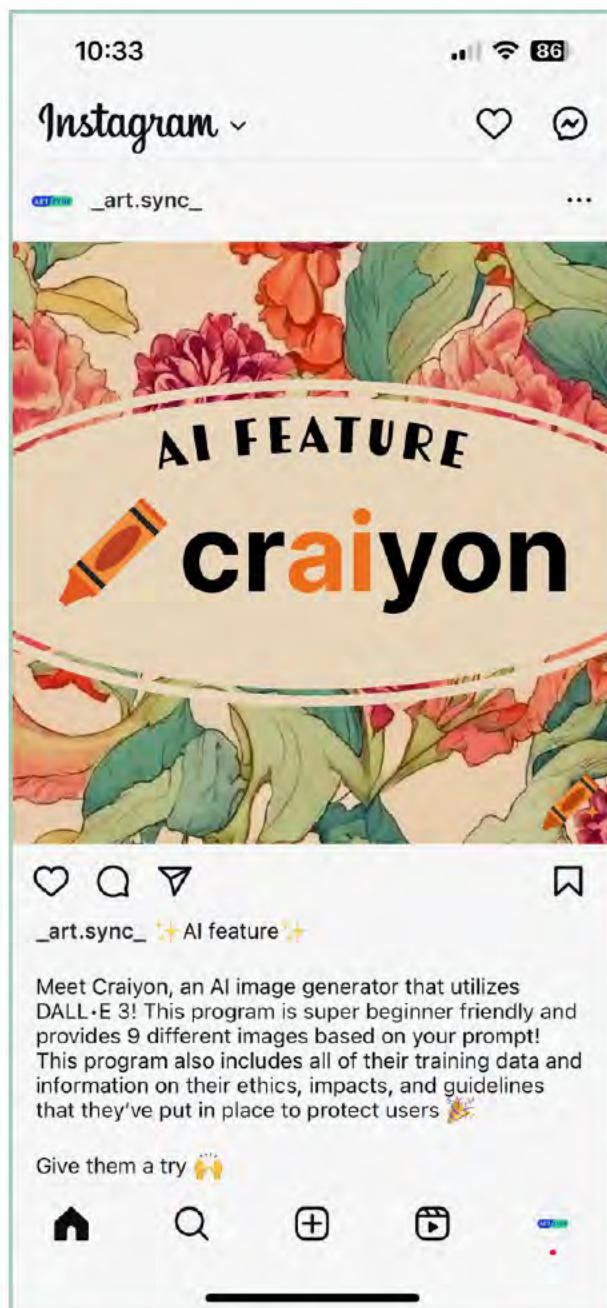 10:33
86
Instagram
ART SYNC
_art.sync_
AI FEATURE
craiyon
_art.sync_ ✨AI feature✨
Meet Craiyon, an AI image generator that utilizes
DALL·E 3! This program is super beginner friendly and
provides 9 different images based on your prompt!
This program also includes all of their training data and
information on their ethics, impacts, and guidelines
that they've put in place to protect users 🎉
Give them a try 🙌